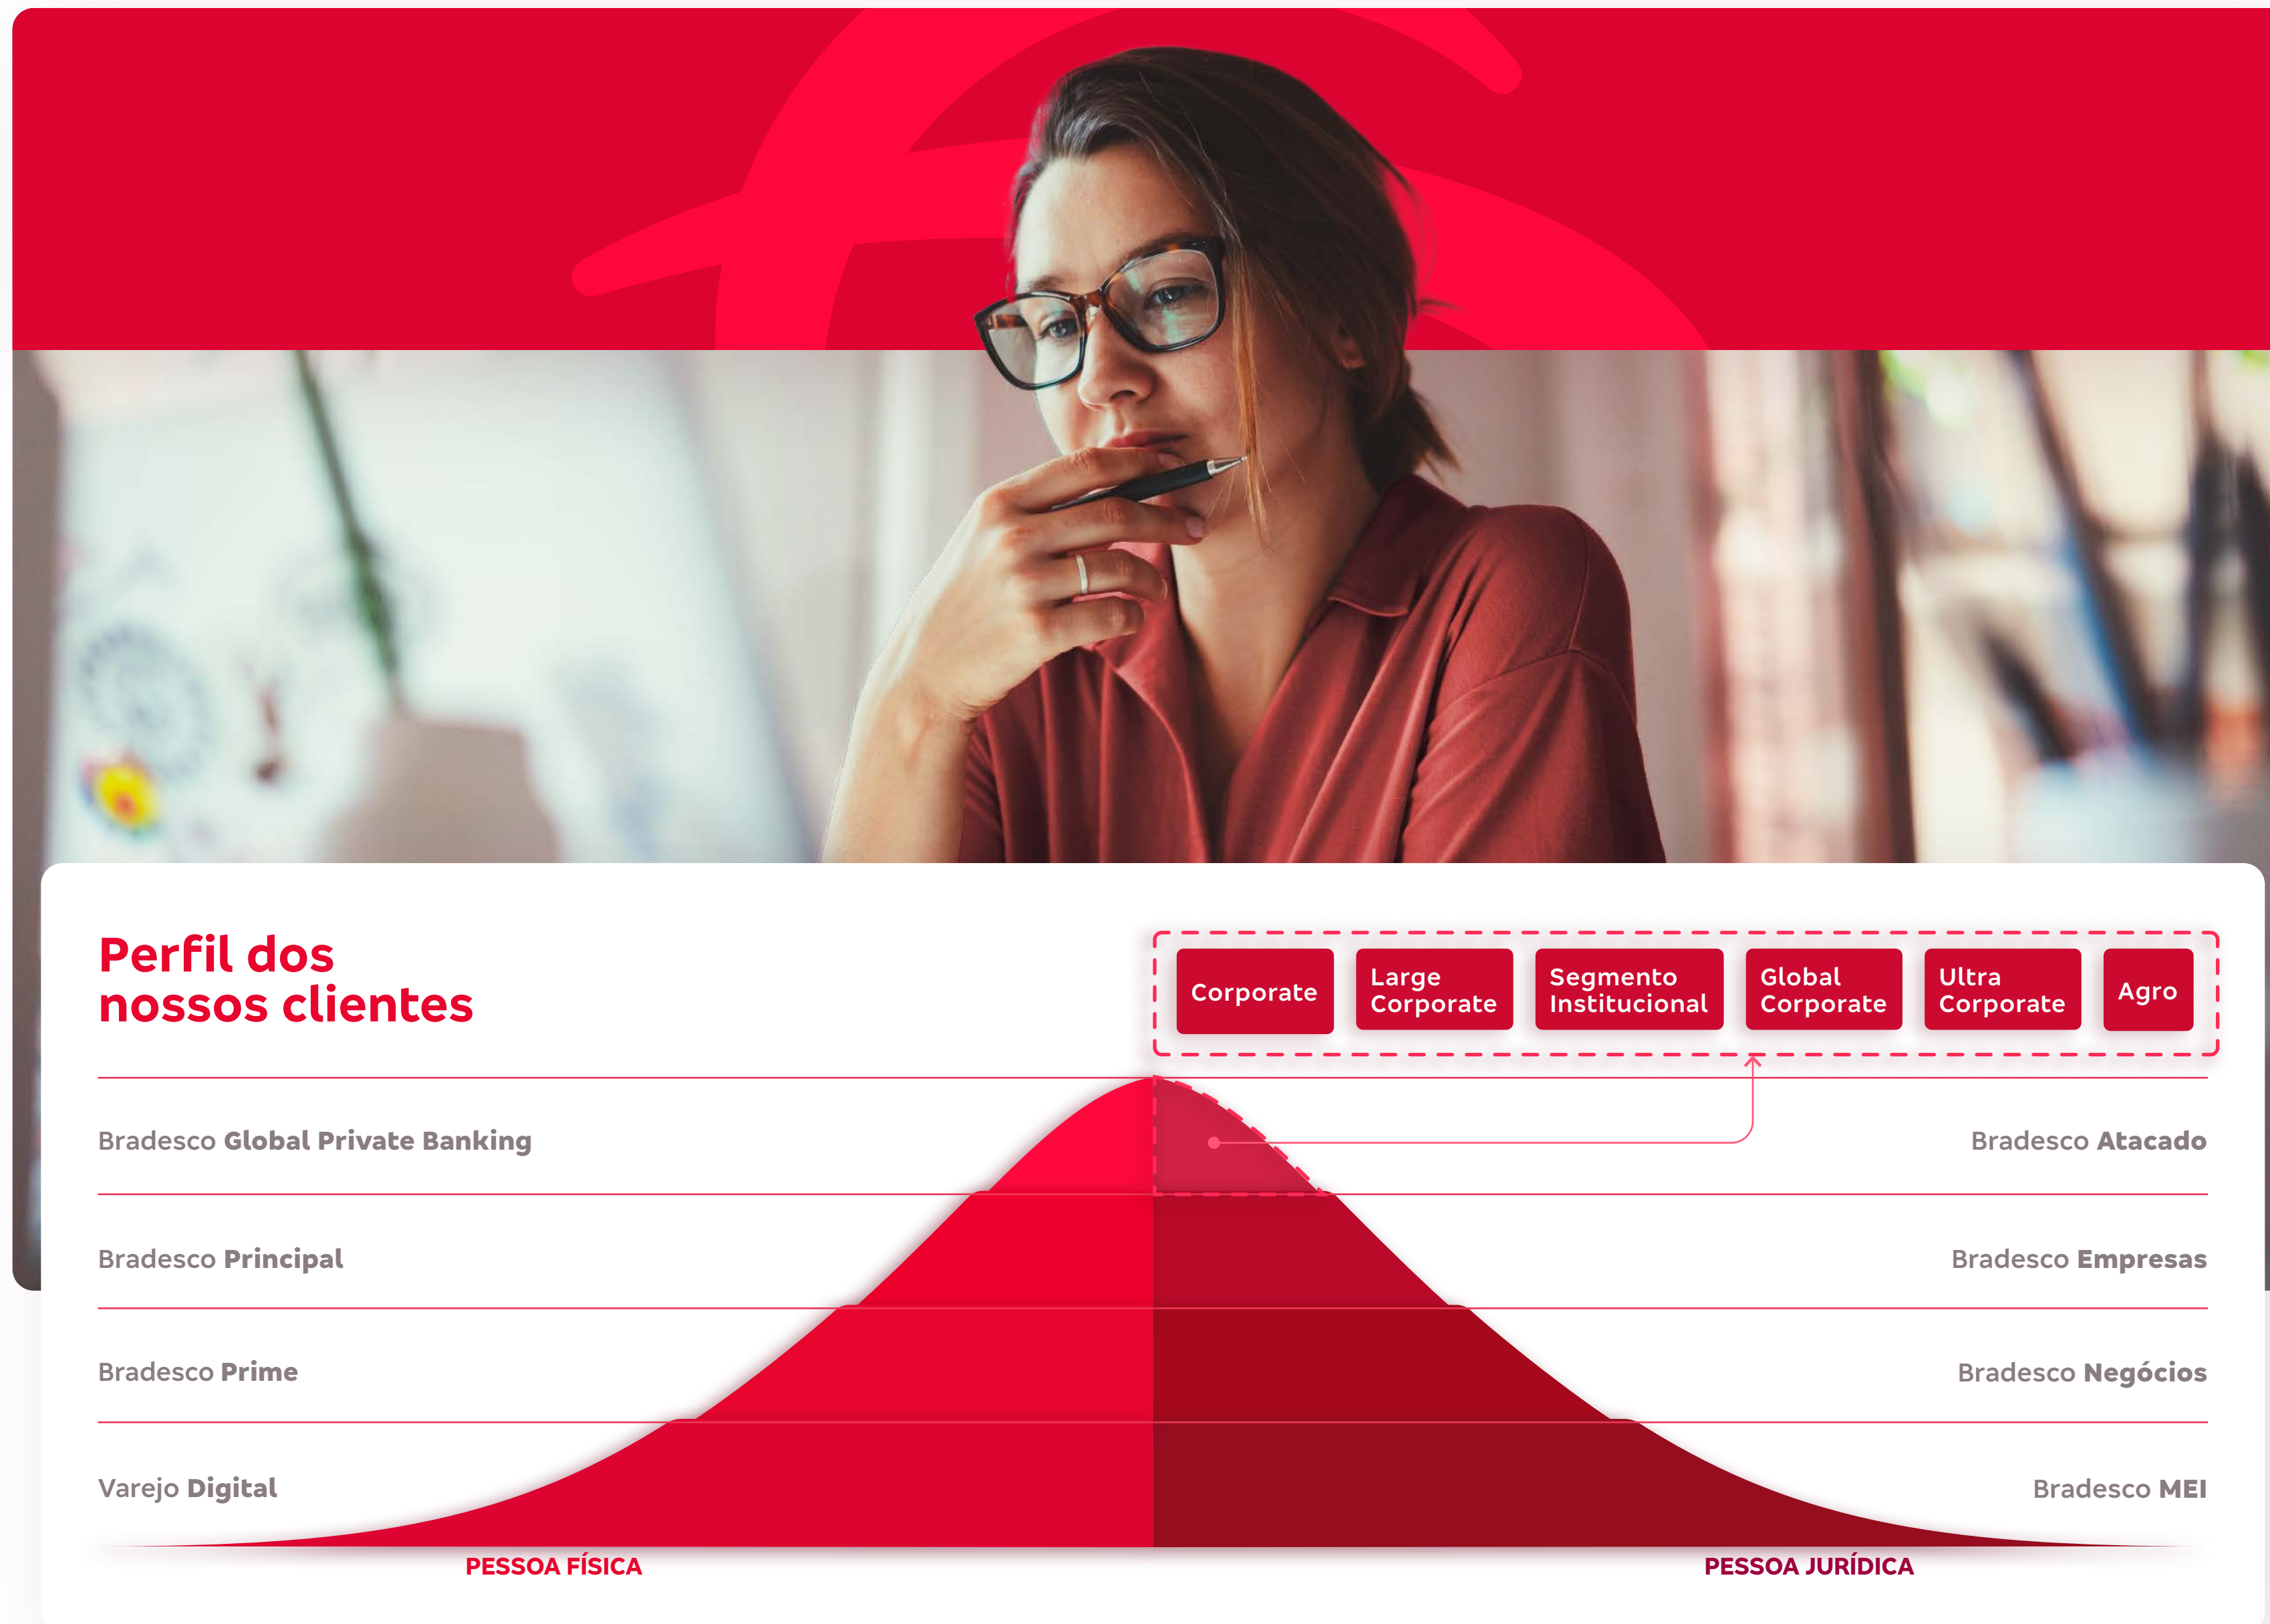 Perfil dos
nossos clientes
Corporate
Large
Corporate
Segmento
Institucional
Global
Corporate
Ultra
Corporate
Agro
Bradesco Global Private Banking
Bradesco Atacado
Bradesco Principal
Bradesco Empresas
Bradesco Prime
Bradesco Negócios
Varejo Digital
Bradesco MEI
PESSOA FÍSICA
PESSOA JURÍDICA